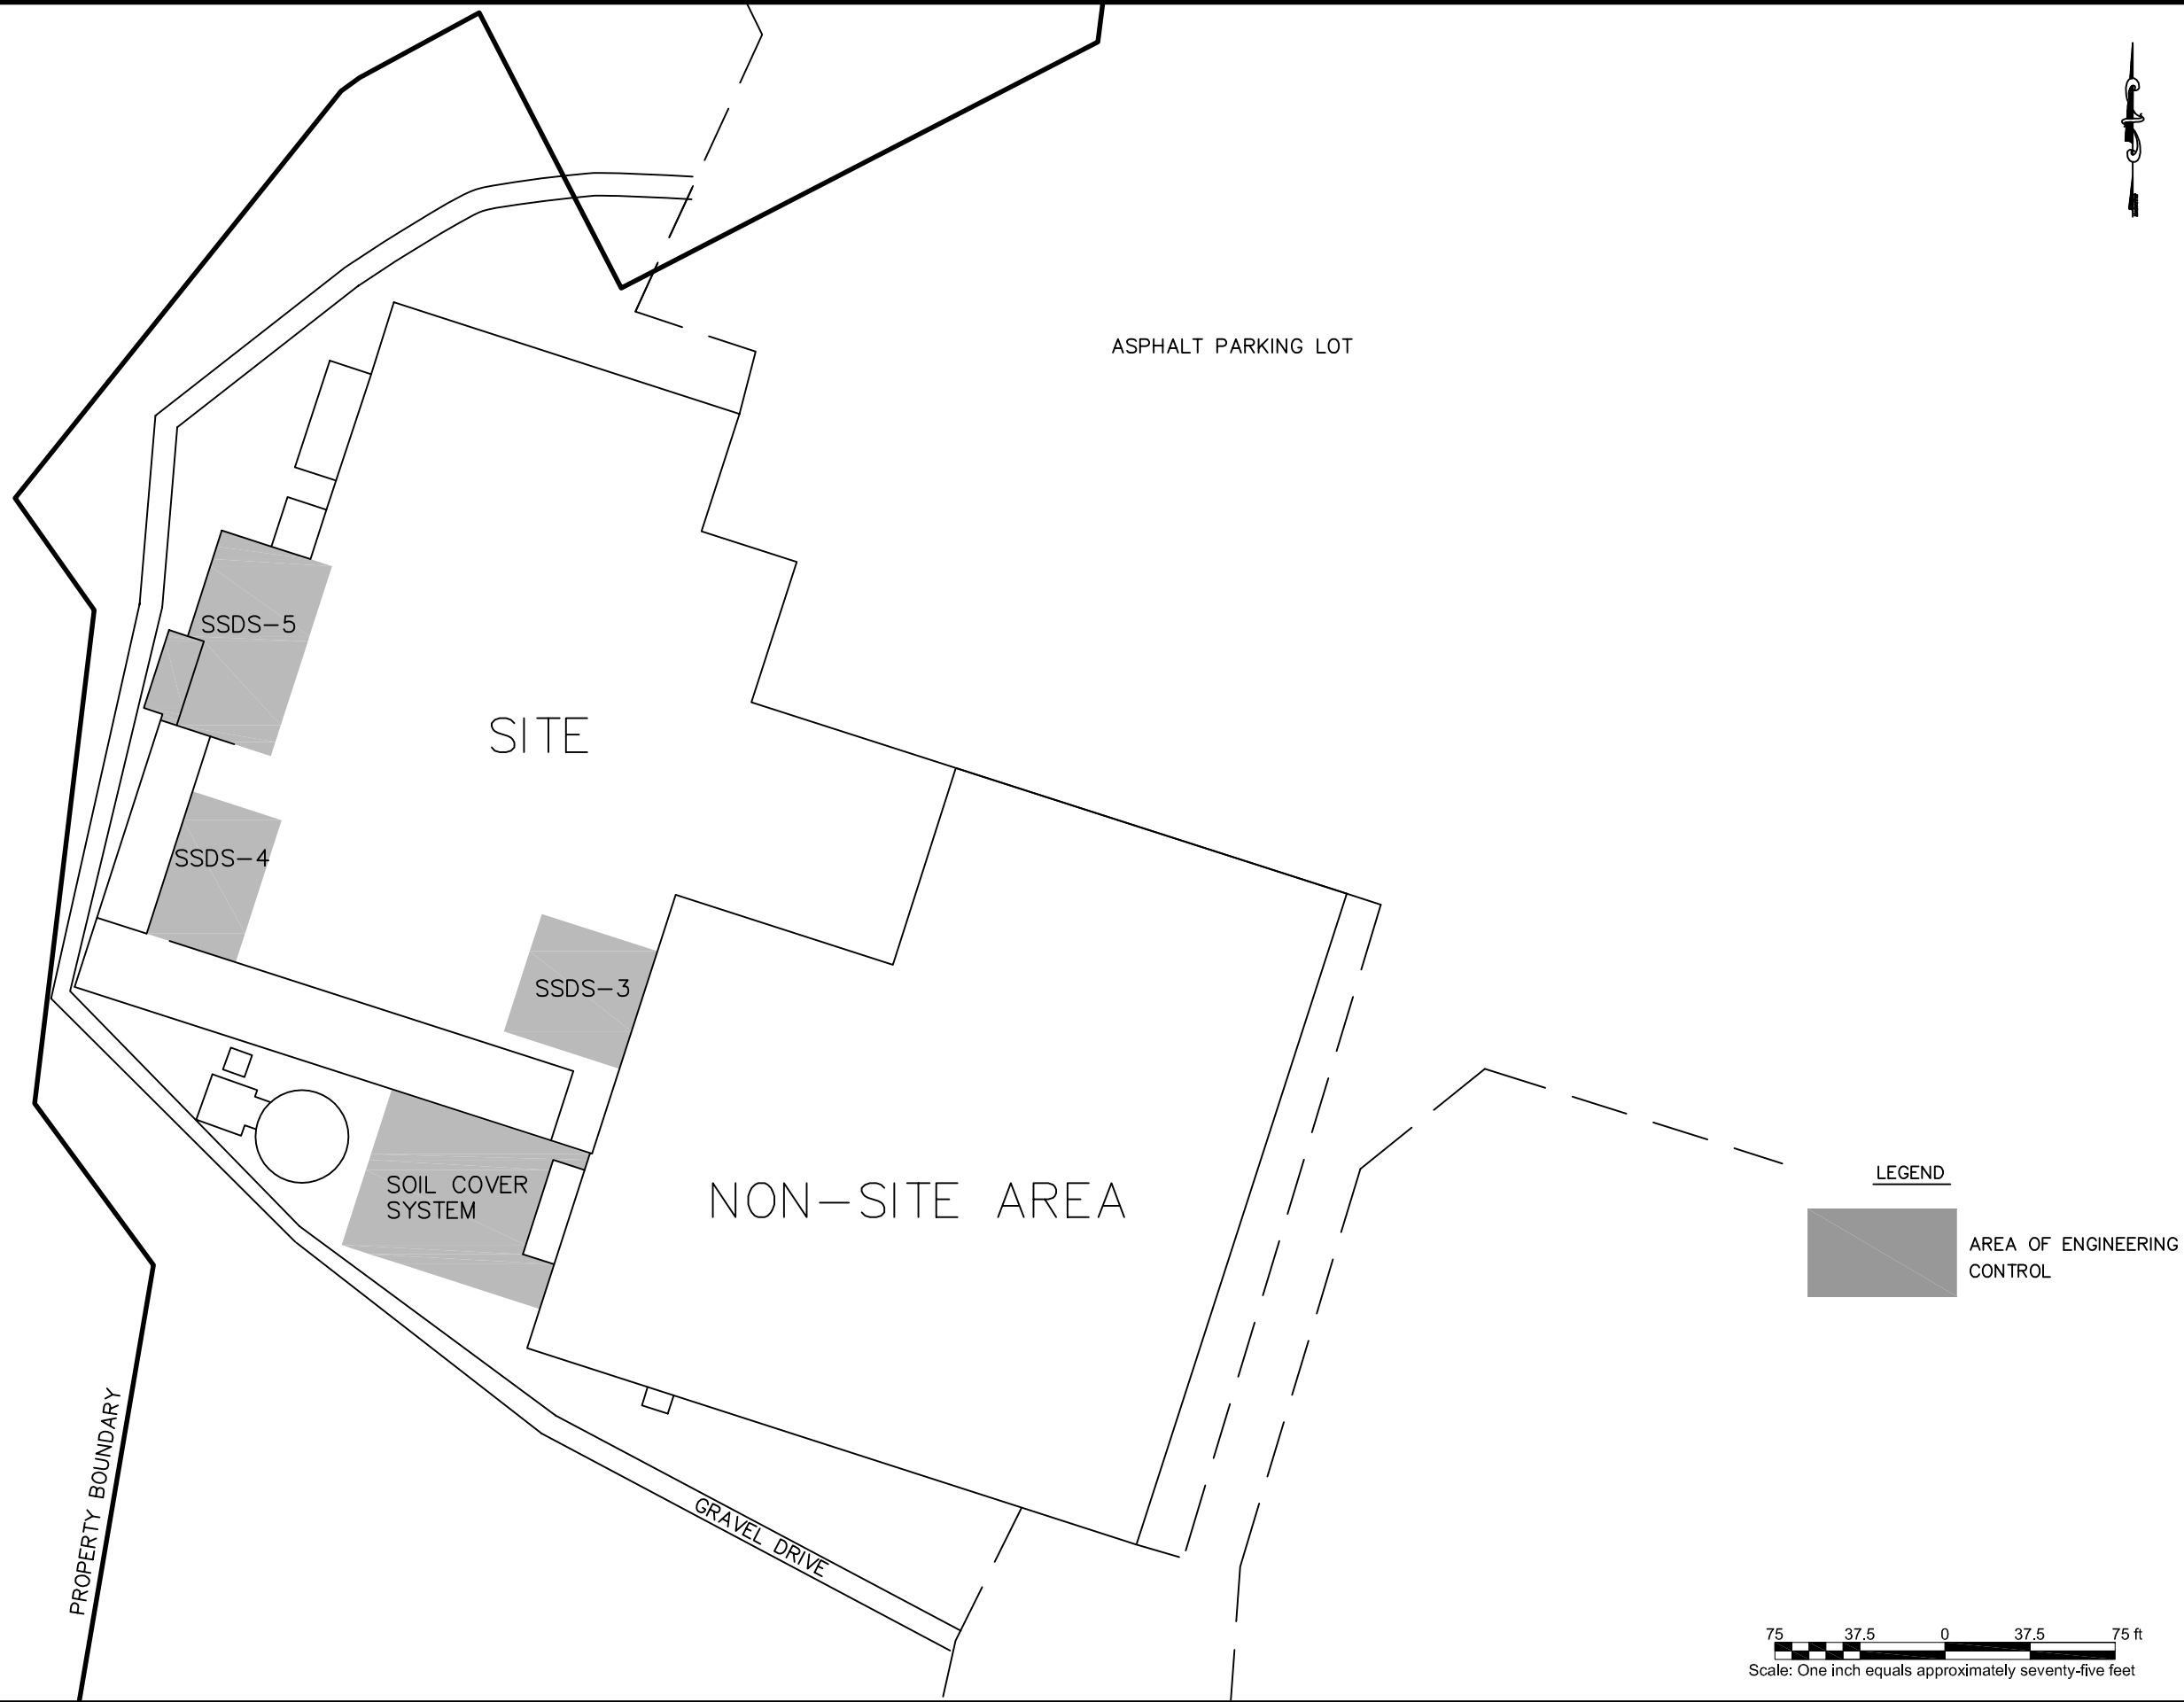 ASPHALT PARKING LOT
SSDS-5
SITE
SSDS-4
SSDS-3
SOIL COVER
SYSTEM
NON-SITE AREA
LEGEND
AREA OF ENGINEERING
CONTROL
PROPERTY BOUNDARY
GRAVEL DRIVE
75 37.5 0 37.5 75 ft
Scale: One inch equals approximately seventy-five feet